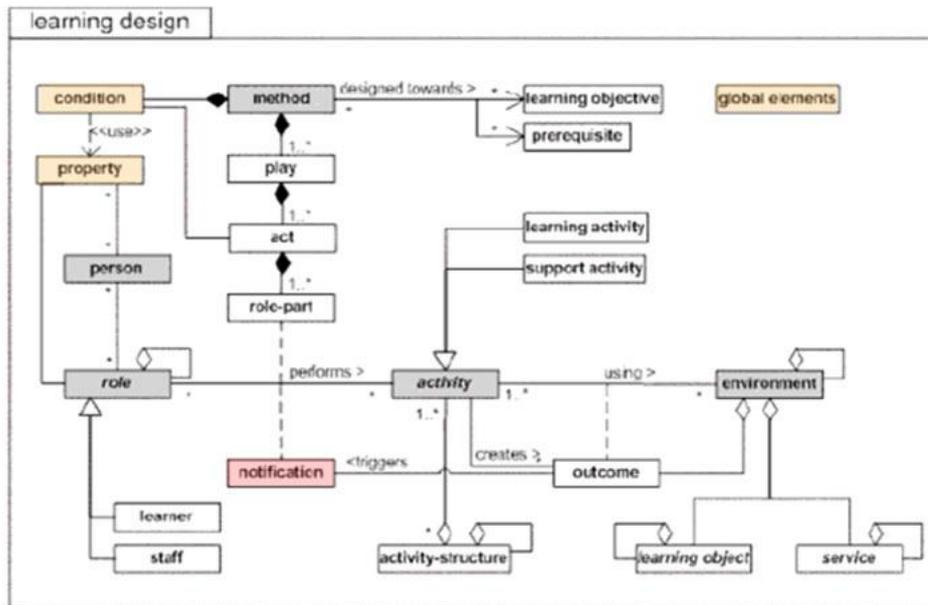 learning design
condition
method
designed towards >
learning objective
global elements
*
*
<<use>>
*
prerequisite
1..*
property
play
*
1..*
learning activity
act
*
person
support activity
1..*
*
role-part
*
performs >
using >
role
activity
environment
*
*
1..*
*
1..*
notification
<triggers
creates >
outcome
learner
*
staff
activity-structure
learning object
service